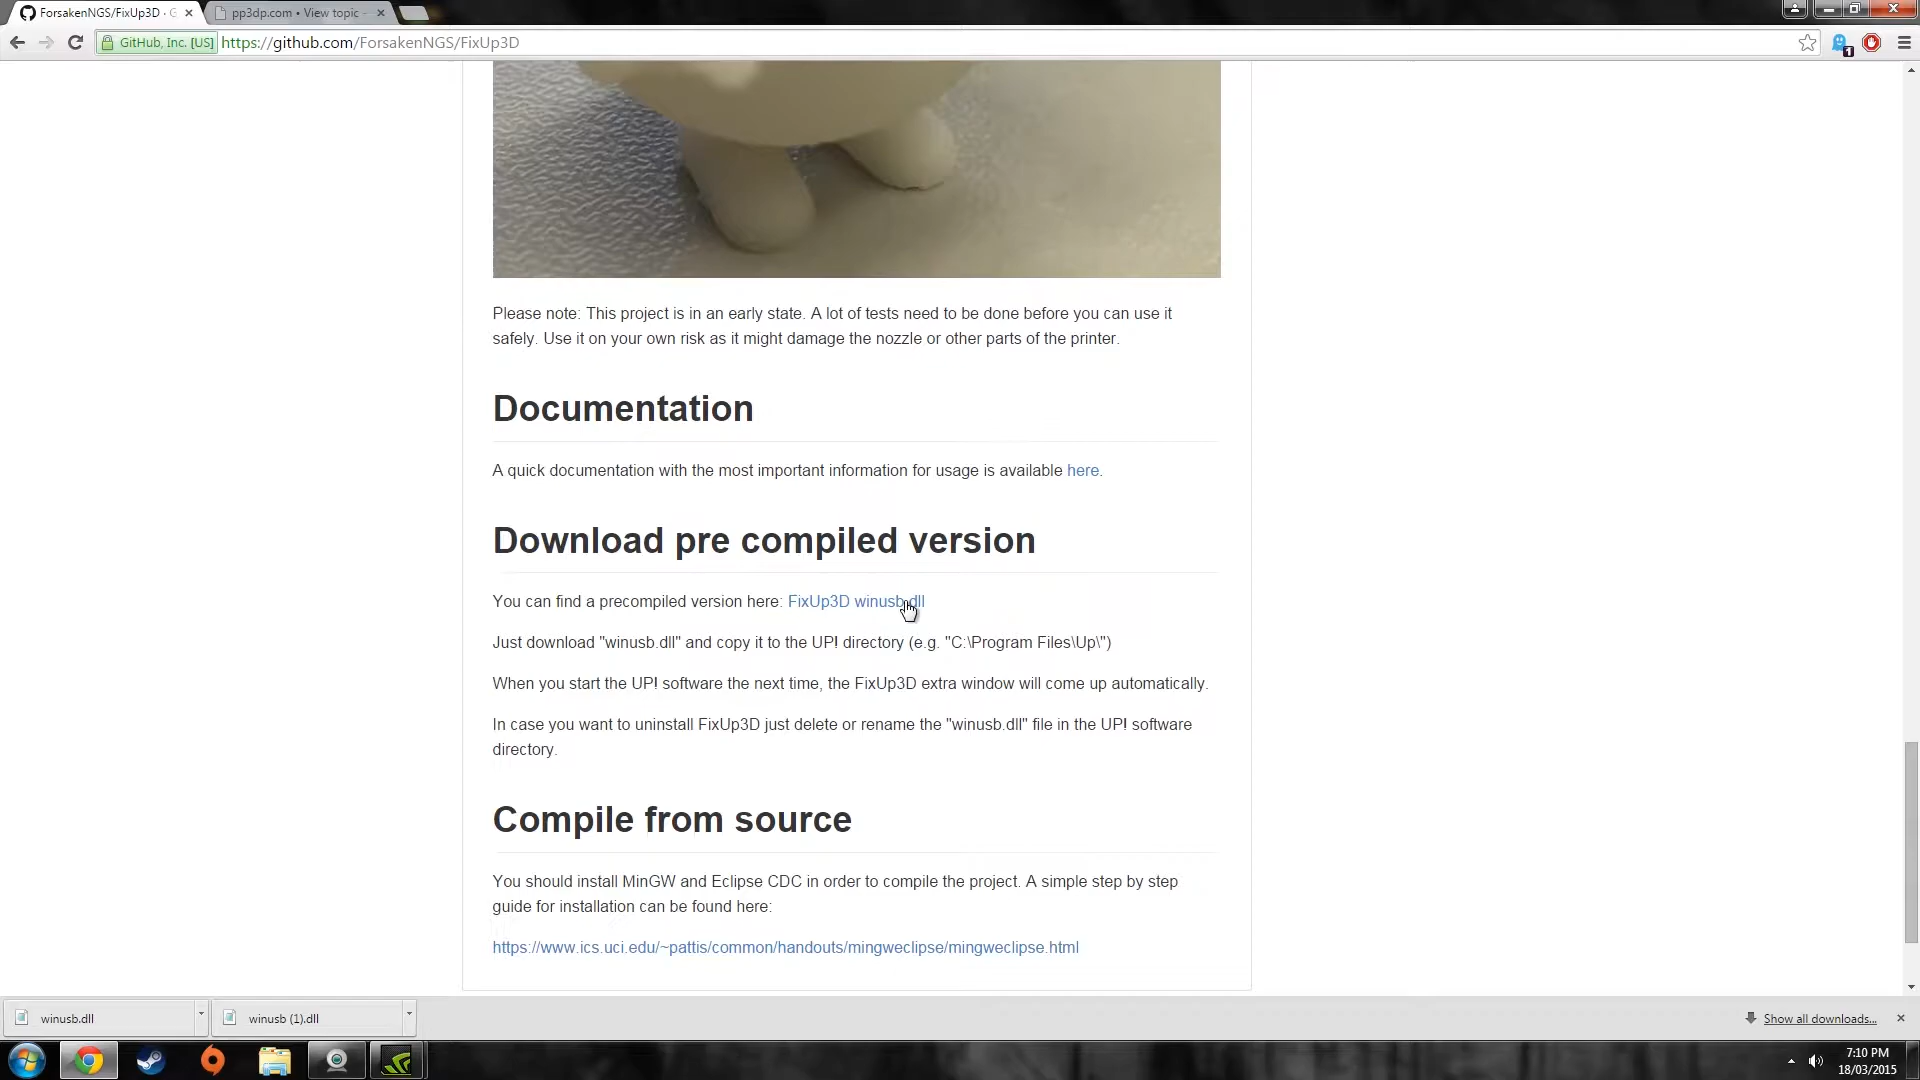 ForsakenNGS/FixUp3D · G
pp3dp.com • View topic -
GitHub, Inc. [US]
https://github.com/ForsakenNGS/FixUp3D
1
Please note: This project is in an early state. A lot of tests need to be done before you can use it
safely. Use it on your own risk as it might damage the nozzle or other parts of the printer.
Documentation
A quick documentation with the most important information for usage is available here.
Download pre compiled version
You can find a precompiled version here: FixUp3D winusb.dll
Just download "winusb.dll" and copy it to the UP! directory (e.g. "C:\Program Files\Up\")
When you start the UP! software the next time, the FixUp3D extra window will come up automatically.
In case you want to uninstall FixUp3D just delete or rename the "winusb.dll" file in the UP! software
directory.
Compile from source
You should install MinGW and Eclipse CDC in order to compile the project. A simple step by step
guide for installation can be found here:
https://www.ics.uci.edu/~pattis/common/handouts/mingweclipse/mingweclipse.html
winusb.dll
winusb (1).dll
Show all downloads...
7:10 PM
18/03/2015